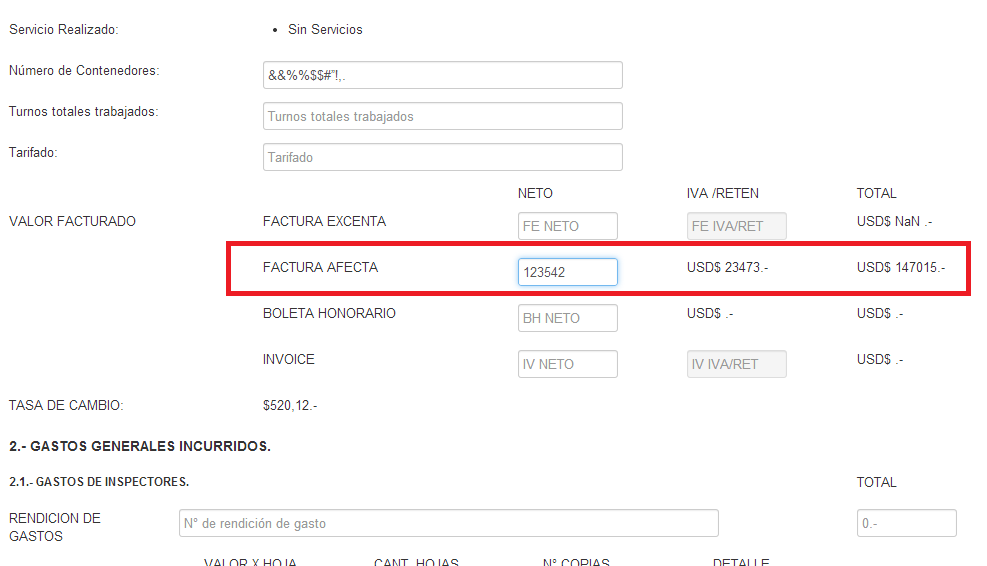 Servicio Realizado: • Sin Servicios
Número de Contenedores: &&%%$$#"!,.
Turnos totales trabajados: Turnos totales trabajados
Tarifado: Tarifado
NETO IVA /RETEN TOTAL
VALOR FACTURADO FACTURA EXCENTA FE NETO FE IVA/RET USD$ NaN .-
FACTURA AFECTA 123542 USD$ 23473.- USD$ 147015.-
BOLETA HONORARIO BH NETO USD$ .- USD$ .-
INVOICE IV NETO IV IVA/RET USD$ .-
TASA DE CAMBIO: $520,12.-
2.- GASTOS GENERALES INCURRIDOS.
2.1.- GASTOS DE INSPECTORES. TOTAL
RENDICION DE GASTOS N° de rendición de gasto 0.-
VALOR X HOJA CANT. HOJAS N° COPIAS DETALLE